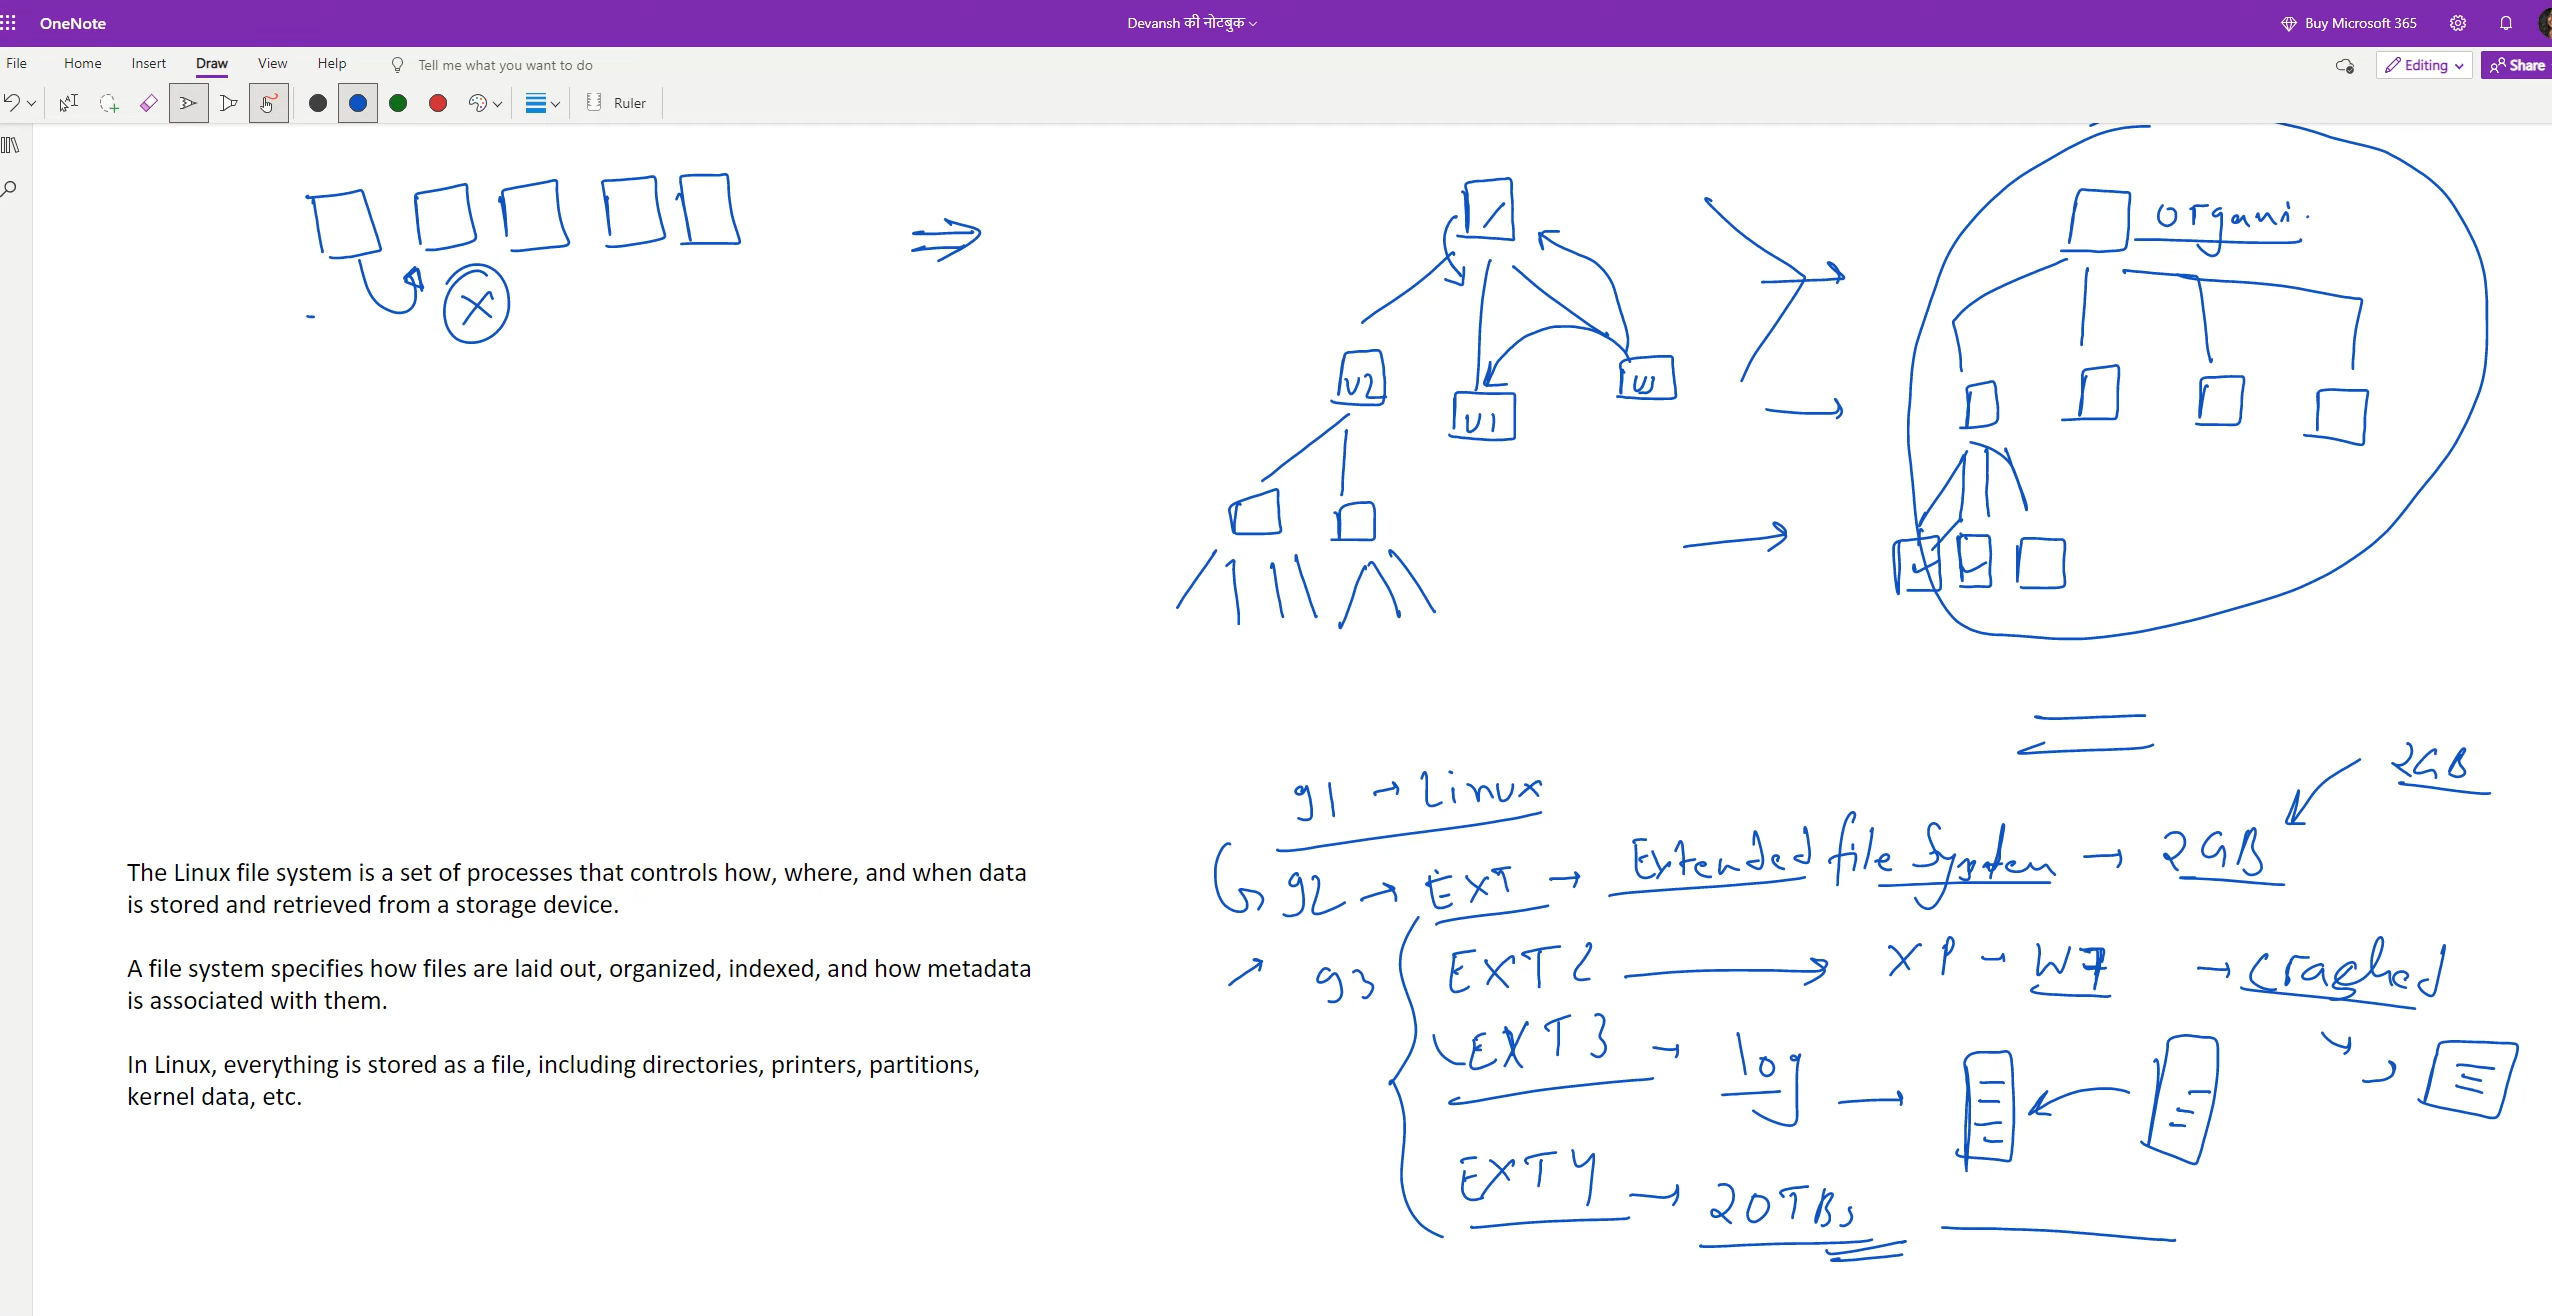 OneNote
Devansh की नोटबुक
Buy Microsoft 365
File Home Insert Draw View Help Tell me what you want to do
Editing Share
Ruler
X
/
U2
U1
Organi.
The Linux file system is a set of processes that controls how, where, and when data
is stored and retrieved from a storage device.
A file system specifies how files are laid out, organized, indexed, and how metadata
is associated with them.
In Linux, everything is stored as a file, including directories, printers, partitions,
kernel data, etc.
g1 → Linux
2GB
g2 → EXT → Extended file System → 2GB
g3 EXT2 → XP → W7 → crashed
EXT3 → log →
EXT4 → 20TBs